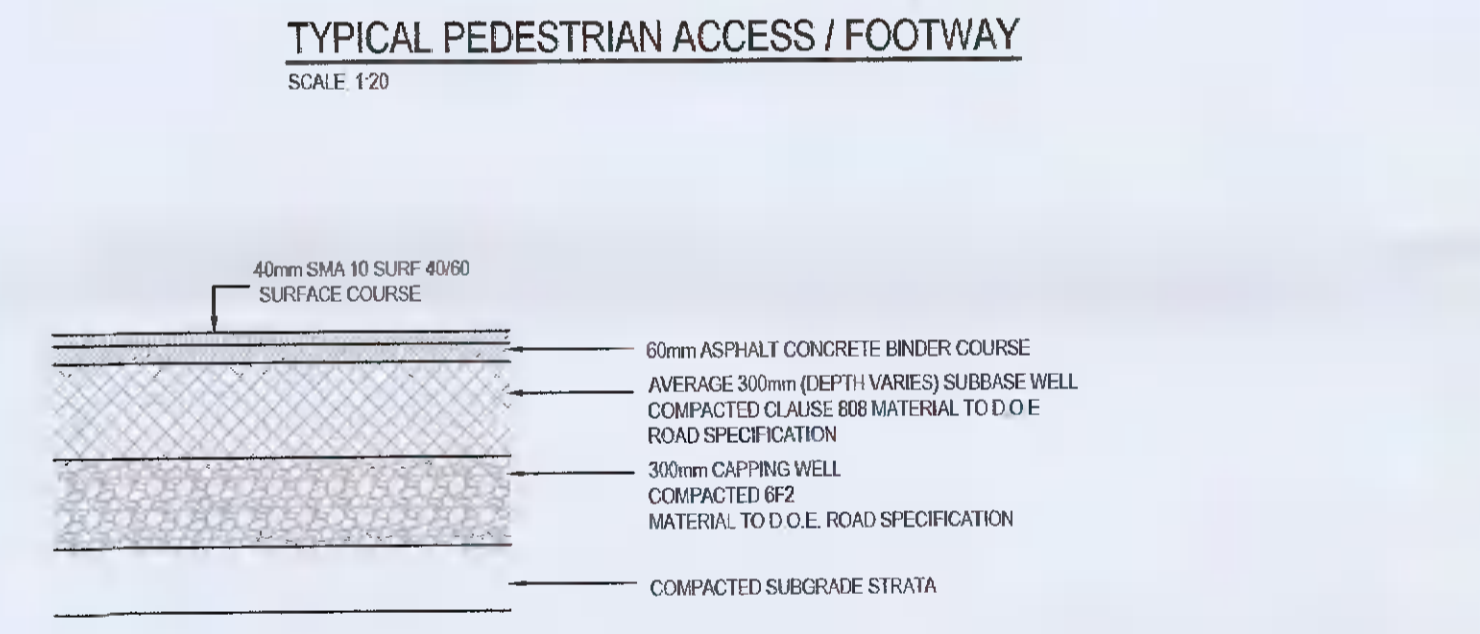 TYPICAL PEDESTRIAN ACCESS / FOOTWAY
SCALE 1:20
40mm SMA 10 SURF 40/60
SURFACE COURSE
60mm ASPHALT CONCRETE BINDER COURSE
AVERAGE 300mm (DEPTH VARIES) SUBBASE WELL
COMPACTED CLAUSE 808 MATERIAL TO D.O.E
ROAD SPECIFICATION
300mm CAPPING WELL
COMPACTED 6F2
MATERIAL TO D.O.E. ROAD SPECIFICATION
COMPACTED SUBGRADE STRATA